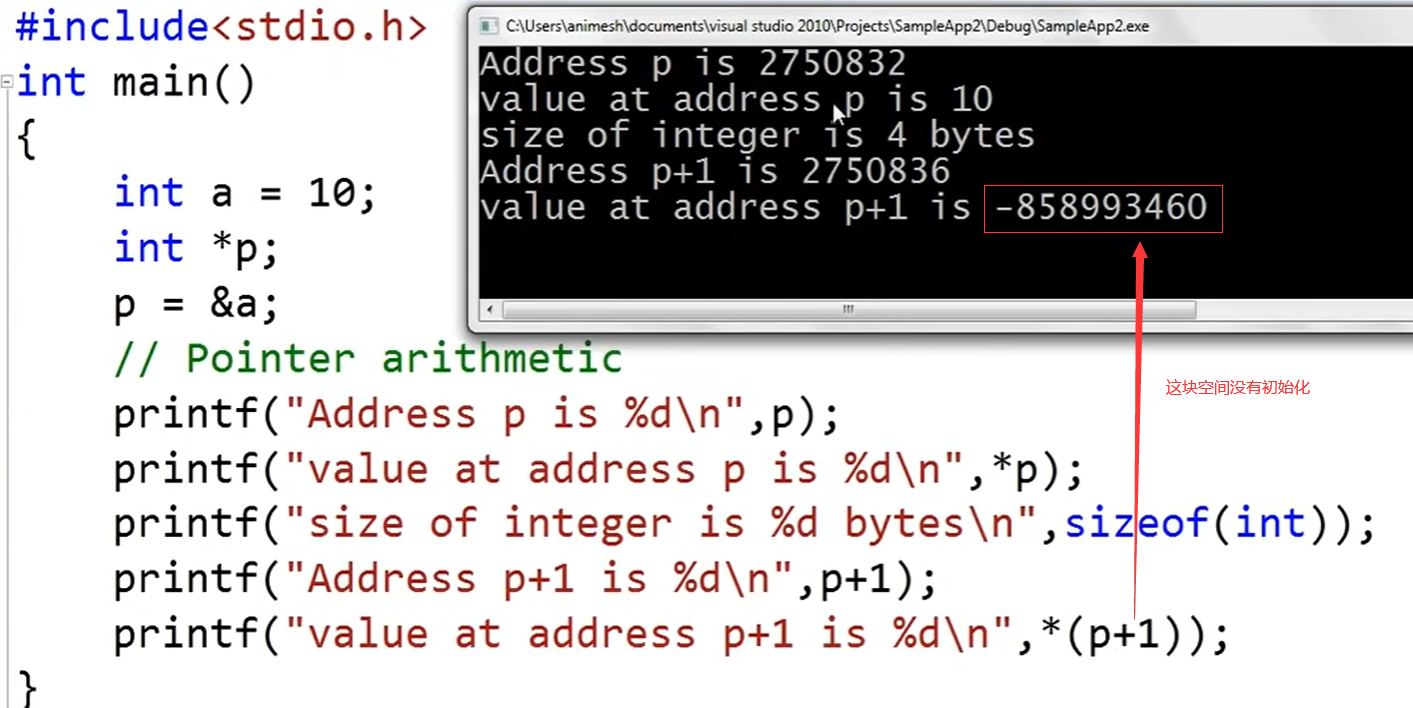 #include<stdio.h>
int main()
{
int a = 10;
int *p;
p = &a;
// Pointer arithmetic
printf("Address p is %d\n",p);
printf("value at address p is %d\n",*p);
printf("size of integer is %d bytes\n",sizeof(int));
printf("Address p+1 is %d\n",p+1);
printf("value at address p+1 is %d\n",*(p+1));
}
C:\Users\animesh\documents\visual studio 2010\Projects\SampleApp2\Debug\SampleApp2.exe
Address p is 2750832
value at address p is 10
size of integer is 4 bytes
Address p+1 is 2750836
value at address p+1 is -858993460
这块空间没有初始化